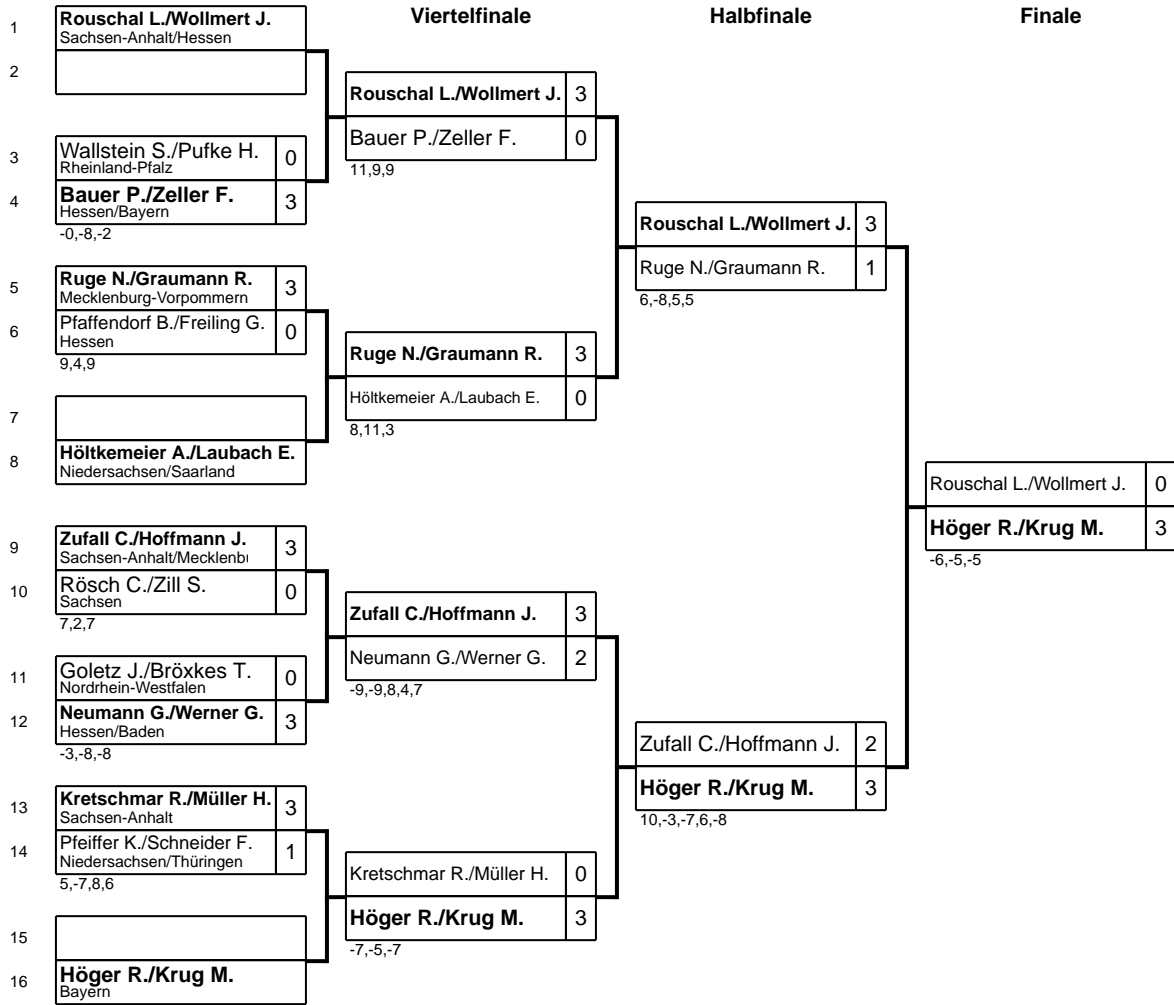 Viertelfinale
Halbfinale
Finale
1
Rouschal L./Wollmert J.
Sachsen-Anhalt/Hessen
2
3
Wallstein S./Pufke H. 0
Rheinland-Pfalz
4
Bauer P./Zeller F. 3
Hessen/Bayern
-0,-8,-2
5
Ruge N./Graumann R. 3
Mecklenburg-Vorpommern
6
Pfaffendorf B./Freiling G. 0
Hessen
9,4,9
7
8
Höltkemeier A./Laubach E.
Niedersachsen/Saarland
9
Zufall C./Hoffmann J. 3
Sachsen-Anhalt/Mecklenbu
10
Rösch C./Zill S. 0
Sachsen
7,2,7
11
Goletz J./Bröxkes T. 0
Nordrhein-Westfalen
12
Neumann G./Werner G. 3
Hessen/Baden
-3,-8,-8
13
Kretschmar R./Müller H. 3
Sachsen-Anhalt
14
Pfeiffer K./Schneider F. 1
Niedersachsen/Thüringen
5,-7,8,6
15
16
Höger R./Krug M.
Bayern
Rouschal L./Wollmert J. 3
Bauer P./Zeller F. 0
11,9,9
Ruge N./Graumann R. 3
Höltkemeier A./Laubach E. 0
8,11,3
Zufall C./Hoffmann J. 3
Neumann G./Werner G. 2
-9,-9,8,4,7
Kretschmar R./Müller H. 0
Höger R./Krug M. 3
-7,-5,-7
Rouschal L./Wollmert J. 3
Ruge N./Graumann R. 1
6,-8,5,5
Zufall C./Hoffmann J. 2
Höger R./Krug M. 3
10,-3,-7,6,-8
Rouschal L./Wollmert J. 0
Höger R./Krug M. 3
-6,-5,-5